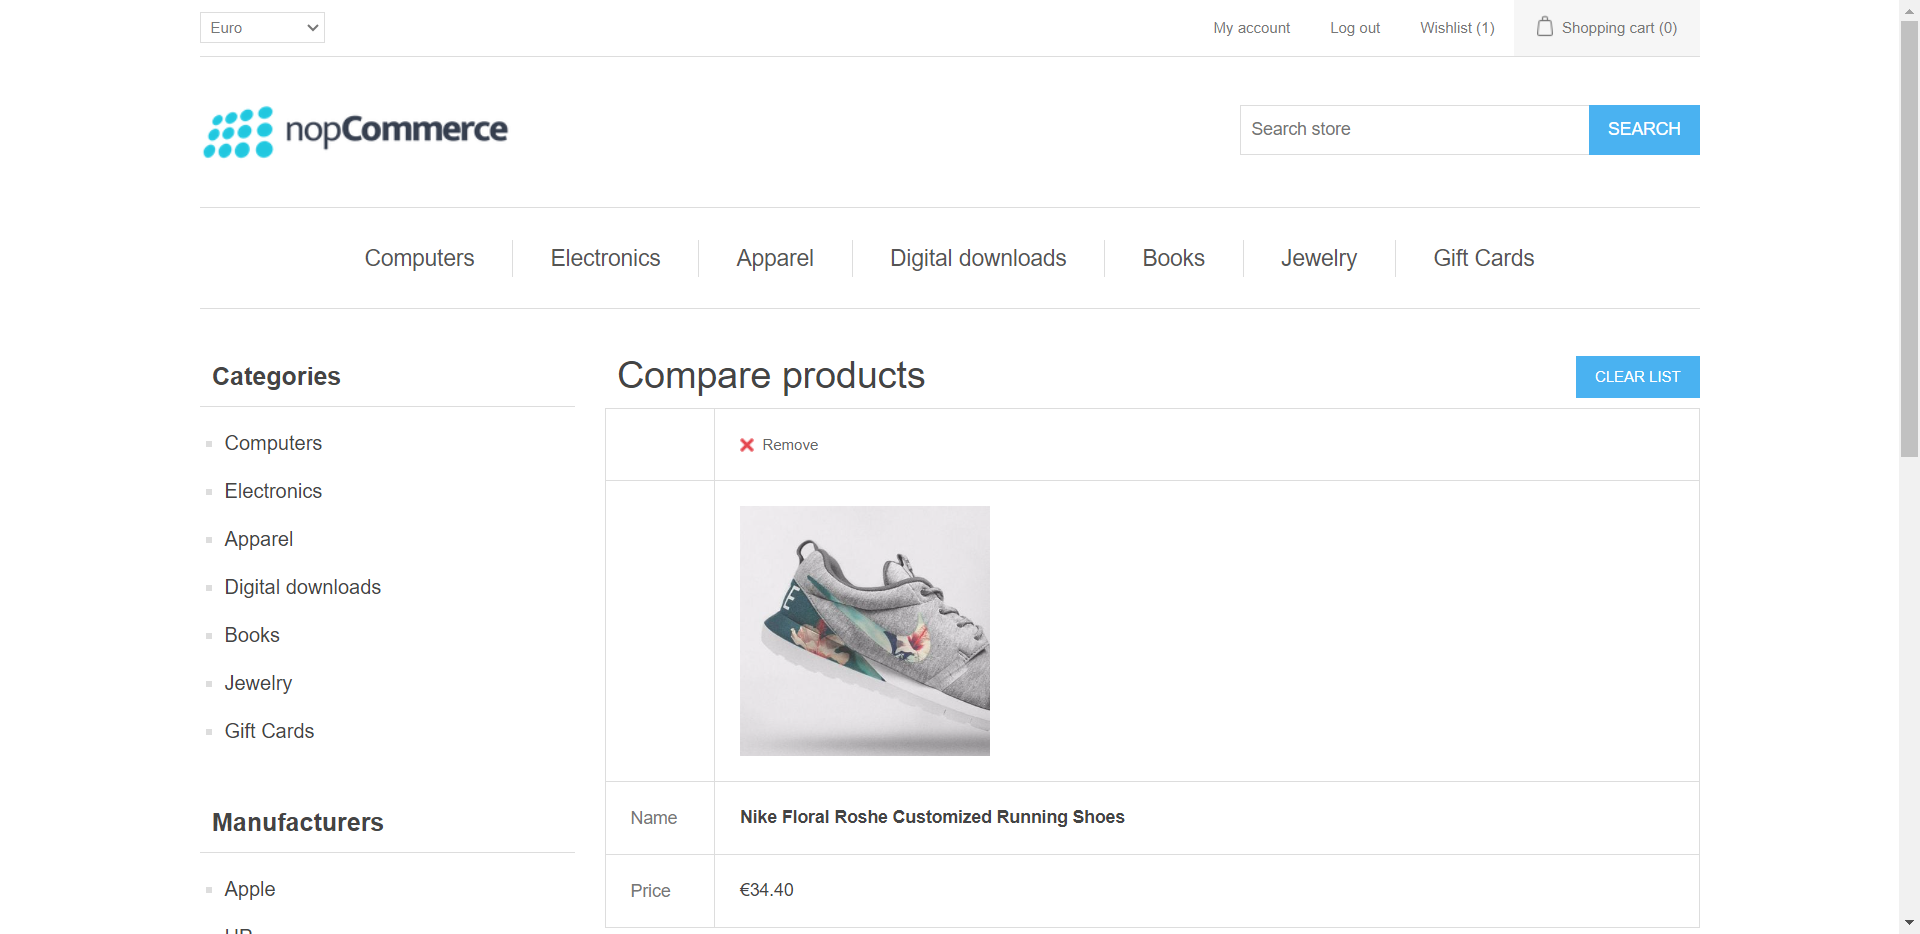 Euro
My account
Log out
Wishlist (1)
Shopping cart (0)
nopCommerce
Search store
SEARCH
Computers
Electronics
Apparel
Digital downloads
Books
Jewelry
Gift Cards
Categories
Computers
Electronics
Apparel
Digital downloads
Books
Jewelry
Gift Cards
Manufacturers
Apple
Compare products
CLEAR LIST
Remove
Name
Nike Floral Roshe Customized Running Shoes
Price
€34.40